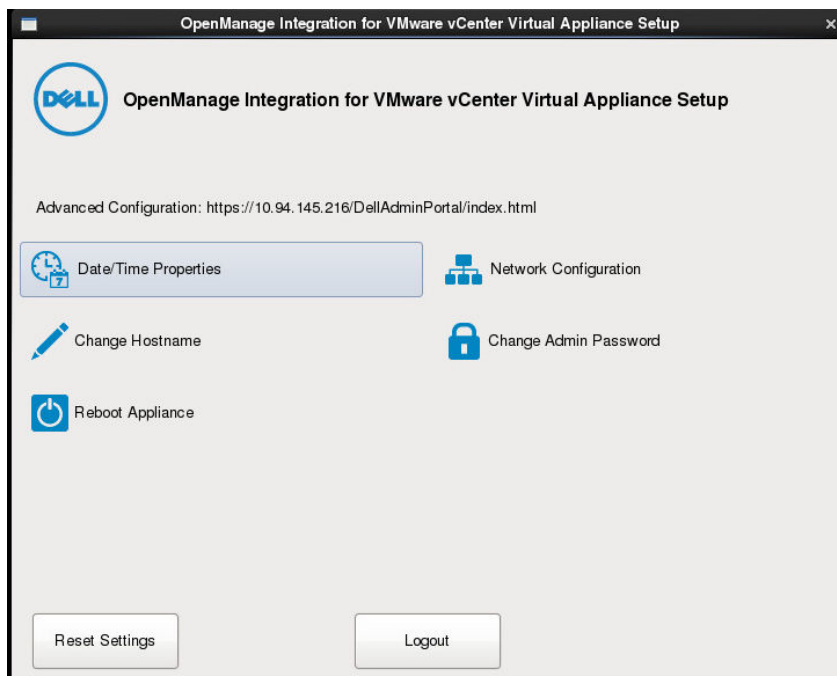 OpenManage Integration for VMware vCenter Virtual Appliance Setup
DELL
OpenManage Integration for VMware vCenter Virtual Appliance Setup
Advanced Configuration: https://10.94.145.216/DellAdminPortal/index.html
7
Date/Time Properties
Network Configuration
Change Hostname
Change Admin Password
Reboot Appliance
Reset Settings
Logout